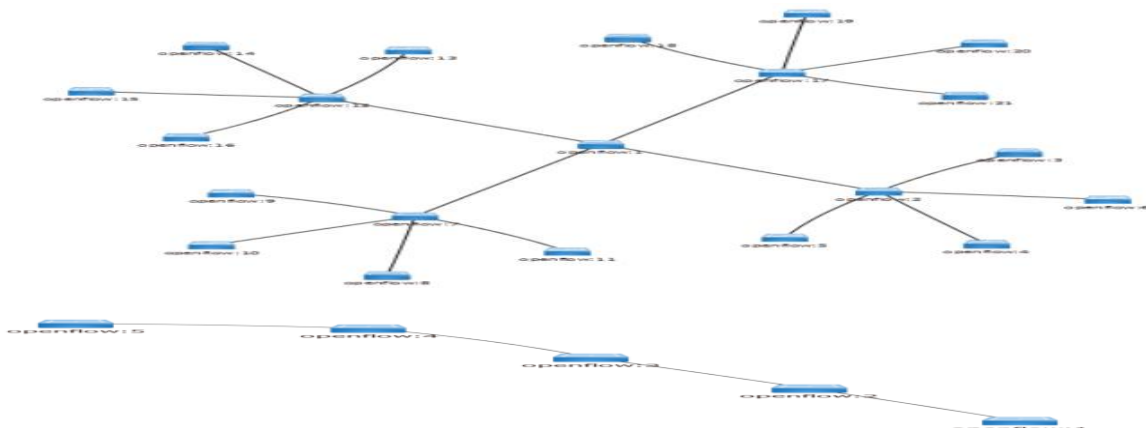 openflow:19
openflow:18
openflow:20
openflow:14
openflow:13
openflow:17
openflow:15
openflow:12
openflow:21
openflow:16
openflow:1
openflow:3
openflow:9
openflow:2
openflow:6
openflow:7
openflow:10
openflow:11
openflow:5
openflow:4
openflow:8
openflow:5
openflow:4
openflow:3
openflow:2